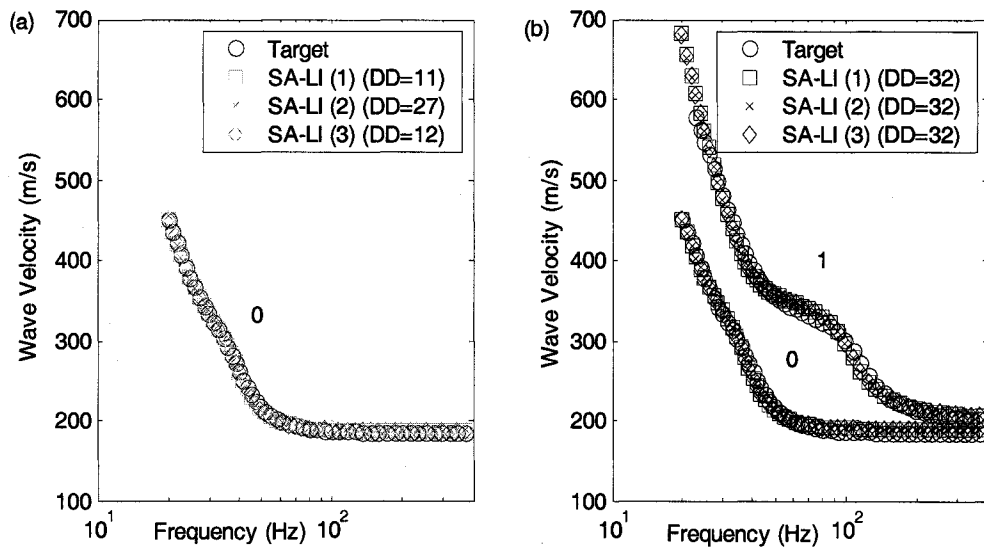 (a)
700
600
500
400
300
200
100
Wave Velocity (m/s)
Target
SA-LI (1) (DD=11)
SA-LI (2) (DD=27)
SA-LI (3) (DD=12)
0
10^1
Frequency (Hz)
10^2
(b)
700
600
500
400
300
200
100
Wave Velocity (m/s)
Target
SA-LI (1) (DD=32)
SA-LI (2) (DD=32)
SA-LI (3) (DD=32)
1
0
10^1
Frequency (Hz)
10^2